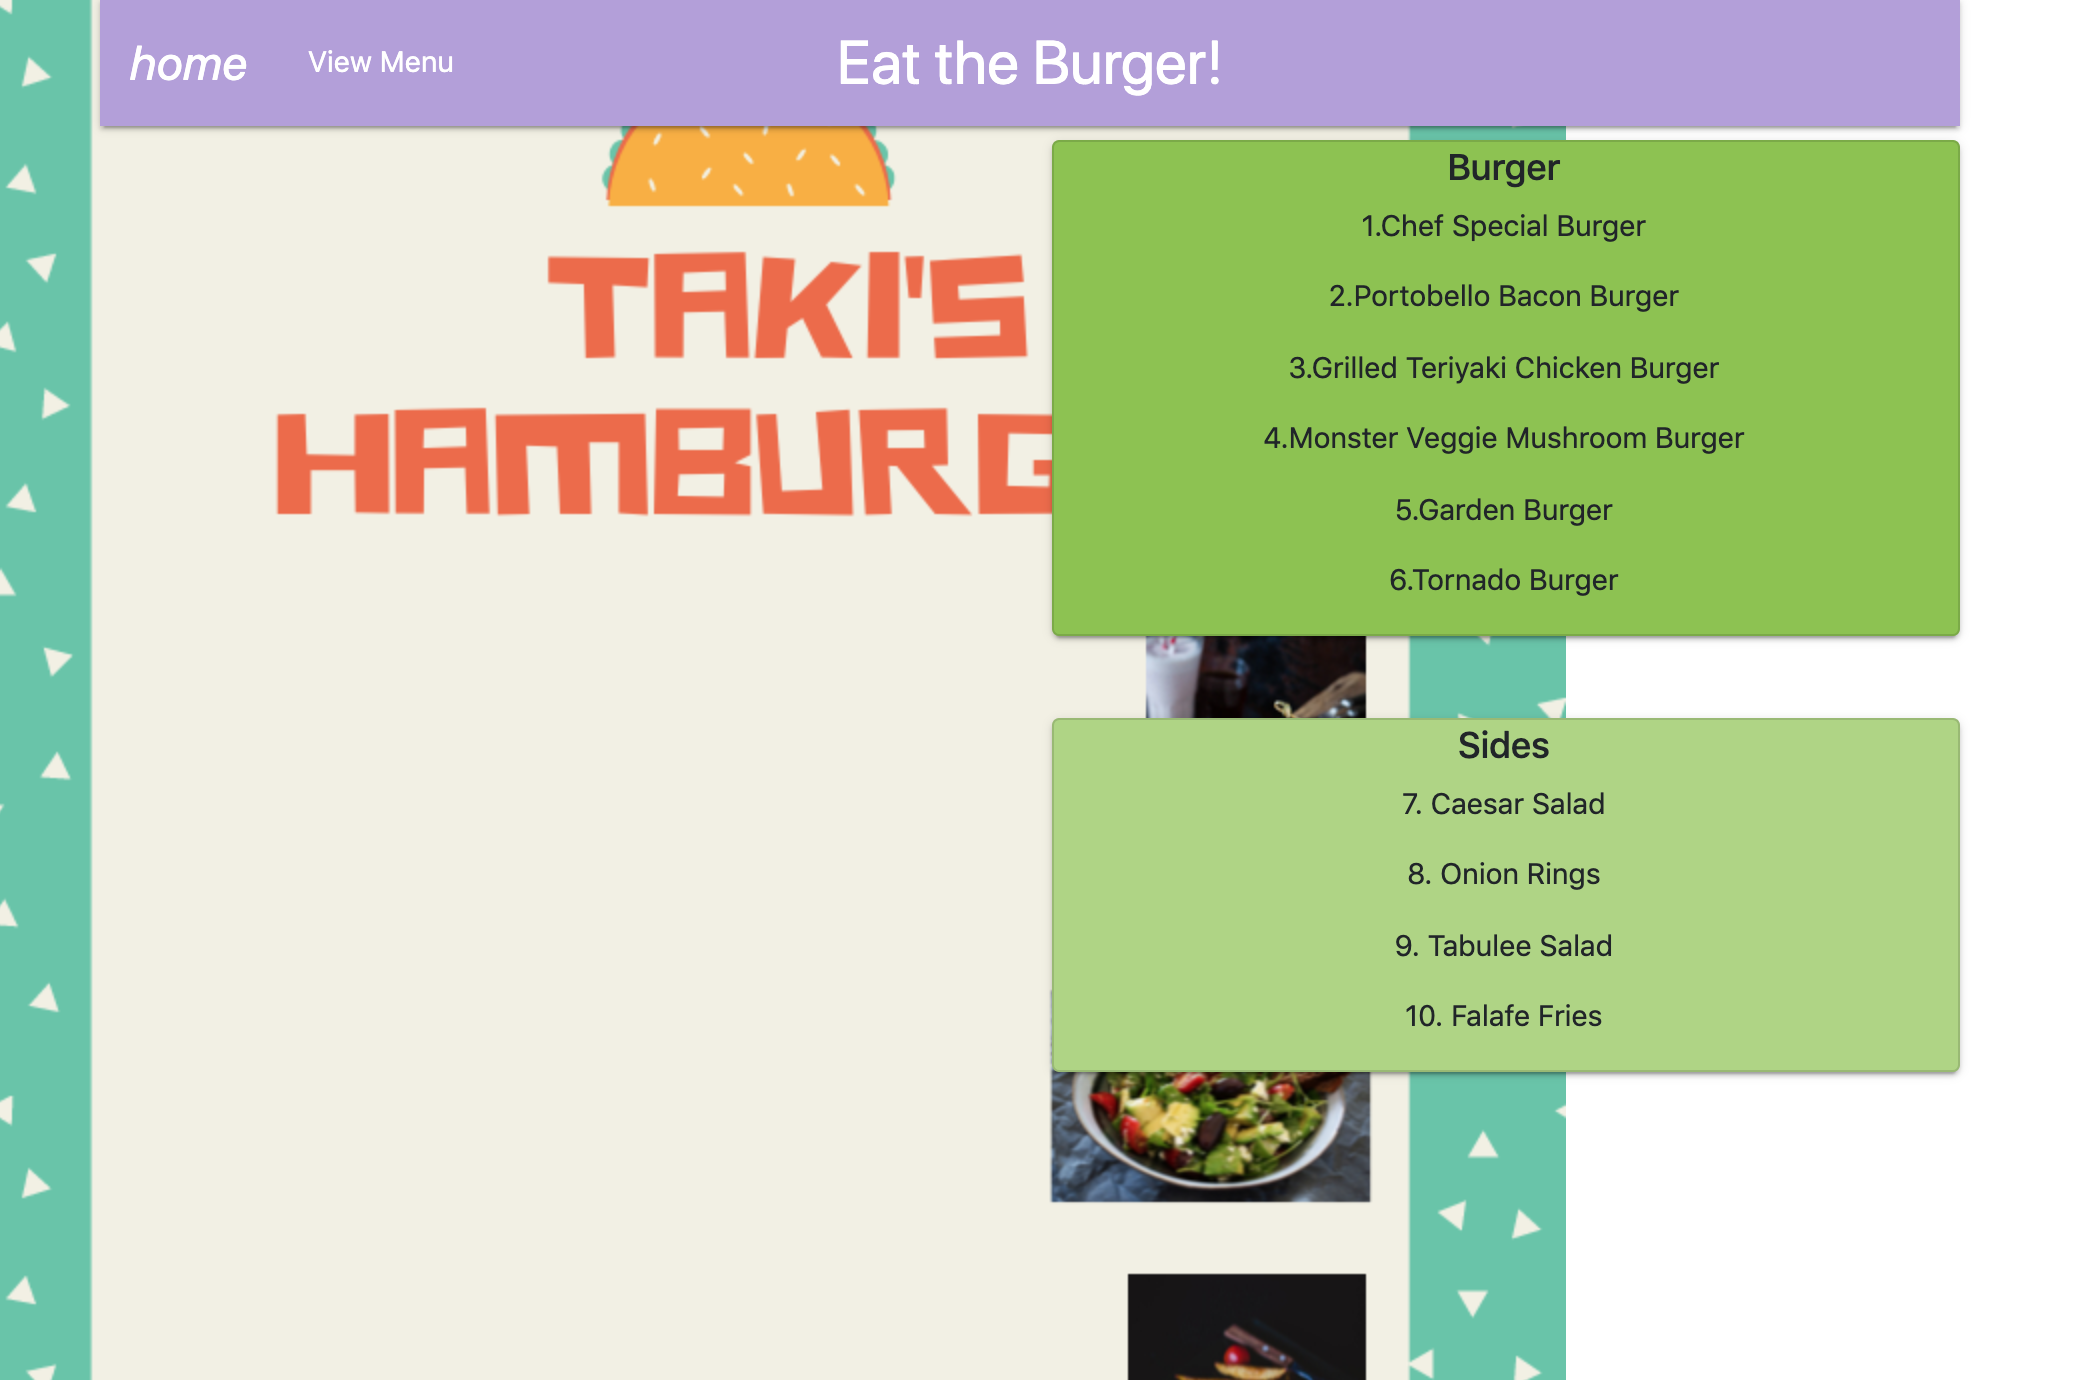 home
View Menu
Eat the Burger!
TAKI'S
HAMBURG
Burger
1.Chef Special Burger
2.Portobello Bacon Burger
3.Grilled Teriyaki Chicken Burger
4.Monster Veggie Mushroom Burger
5.Garden Burger
6.Tornado Burger
Sides
7. Caesar Salad
8. Onion Rings
9. Tabulee Salad
10. Falafe Fries